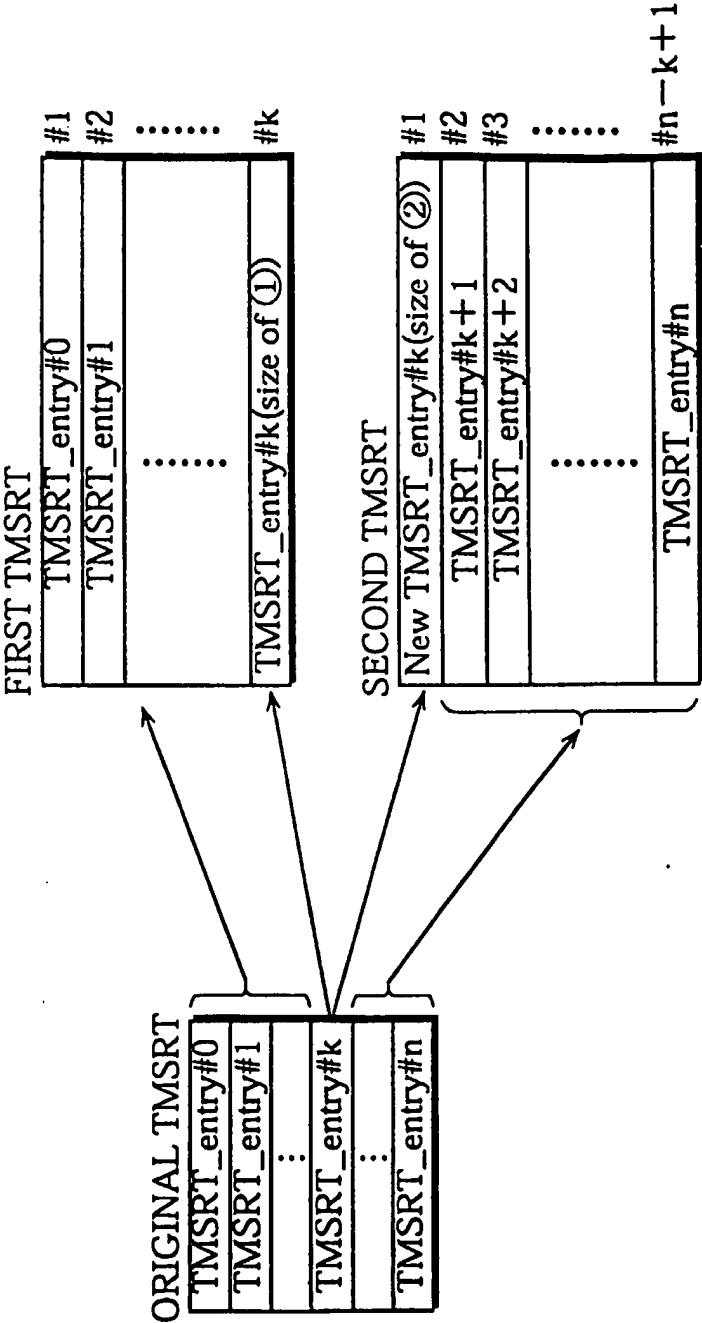 ORIGINAL TMSRT
TMSRT_entry#0
TMSRT_entry#1
⋮
TMSRT_entry#k
⋮
TMSRT_entry#n
FIRST TMSRT
TMSRT_entry#0 #1
TMSRT_entry#1 #2
⋮ ⋮
TMSRT_entry#k(size of ①) #k
SECOND TMSRT
New TMSRT_entry#k(size of ②) #1
TMSRT_entry#k+1 #2
TMSRT_entry#k+2 #3
⋮ ⋮
TMSRT_entry#n #n−k+1